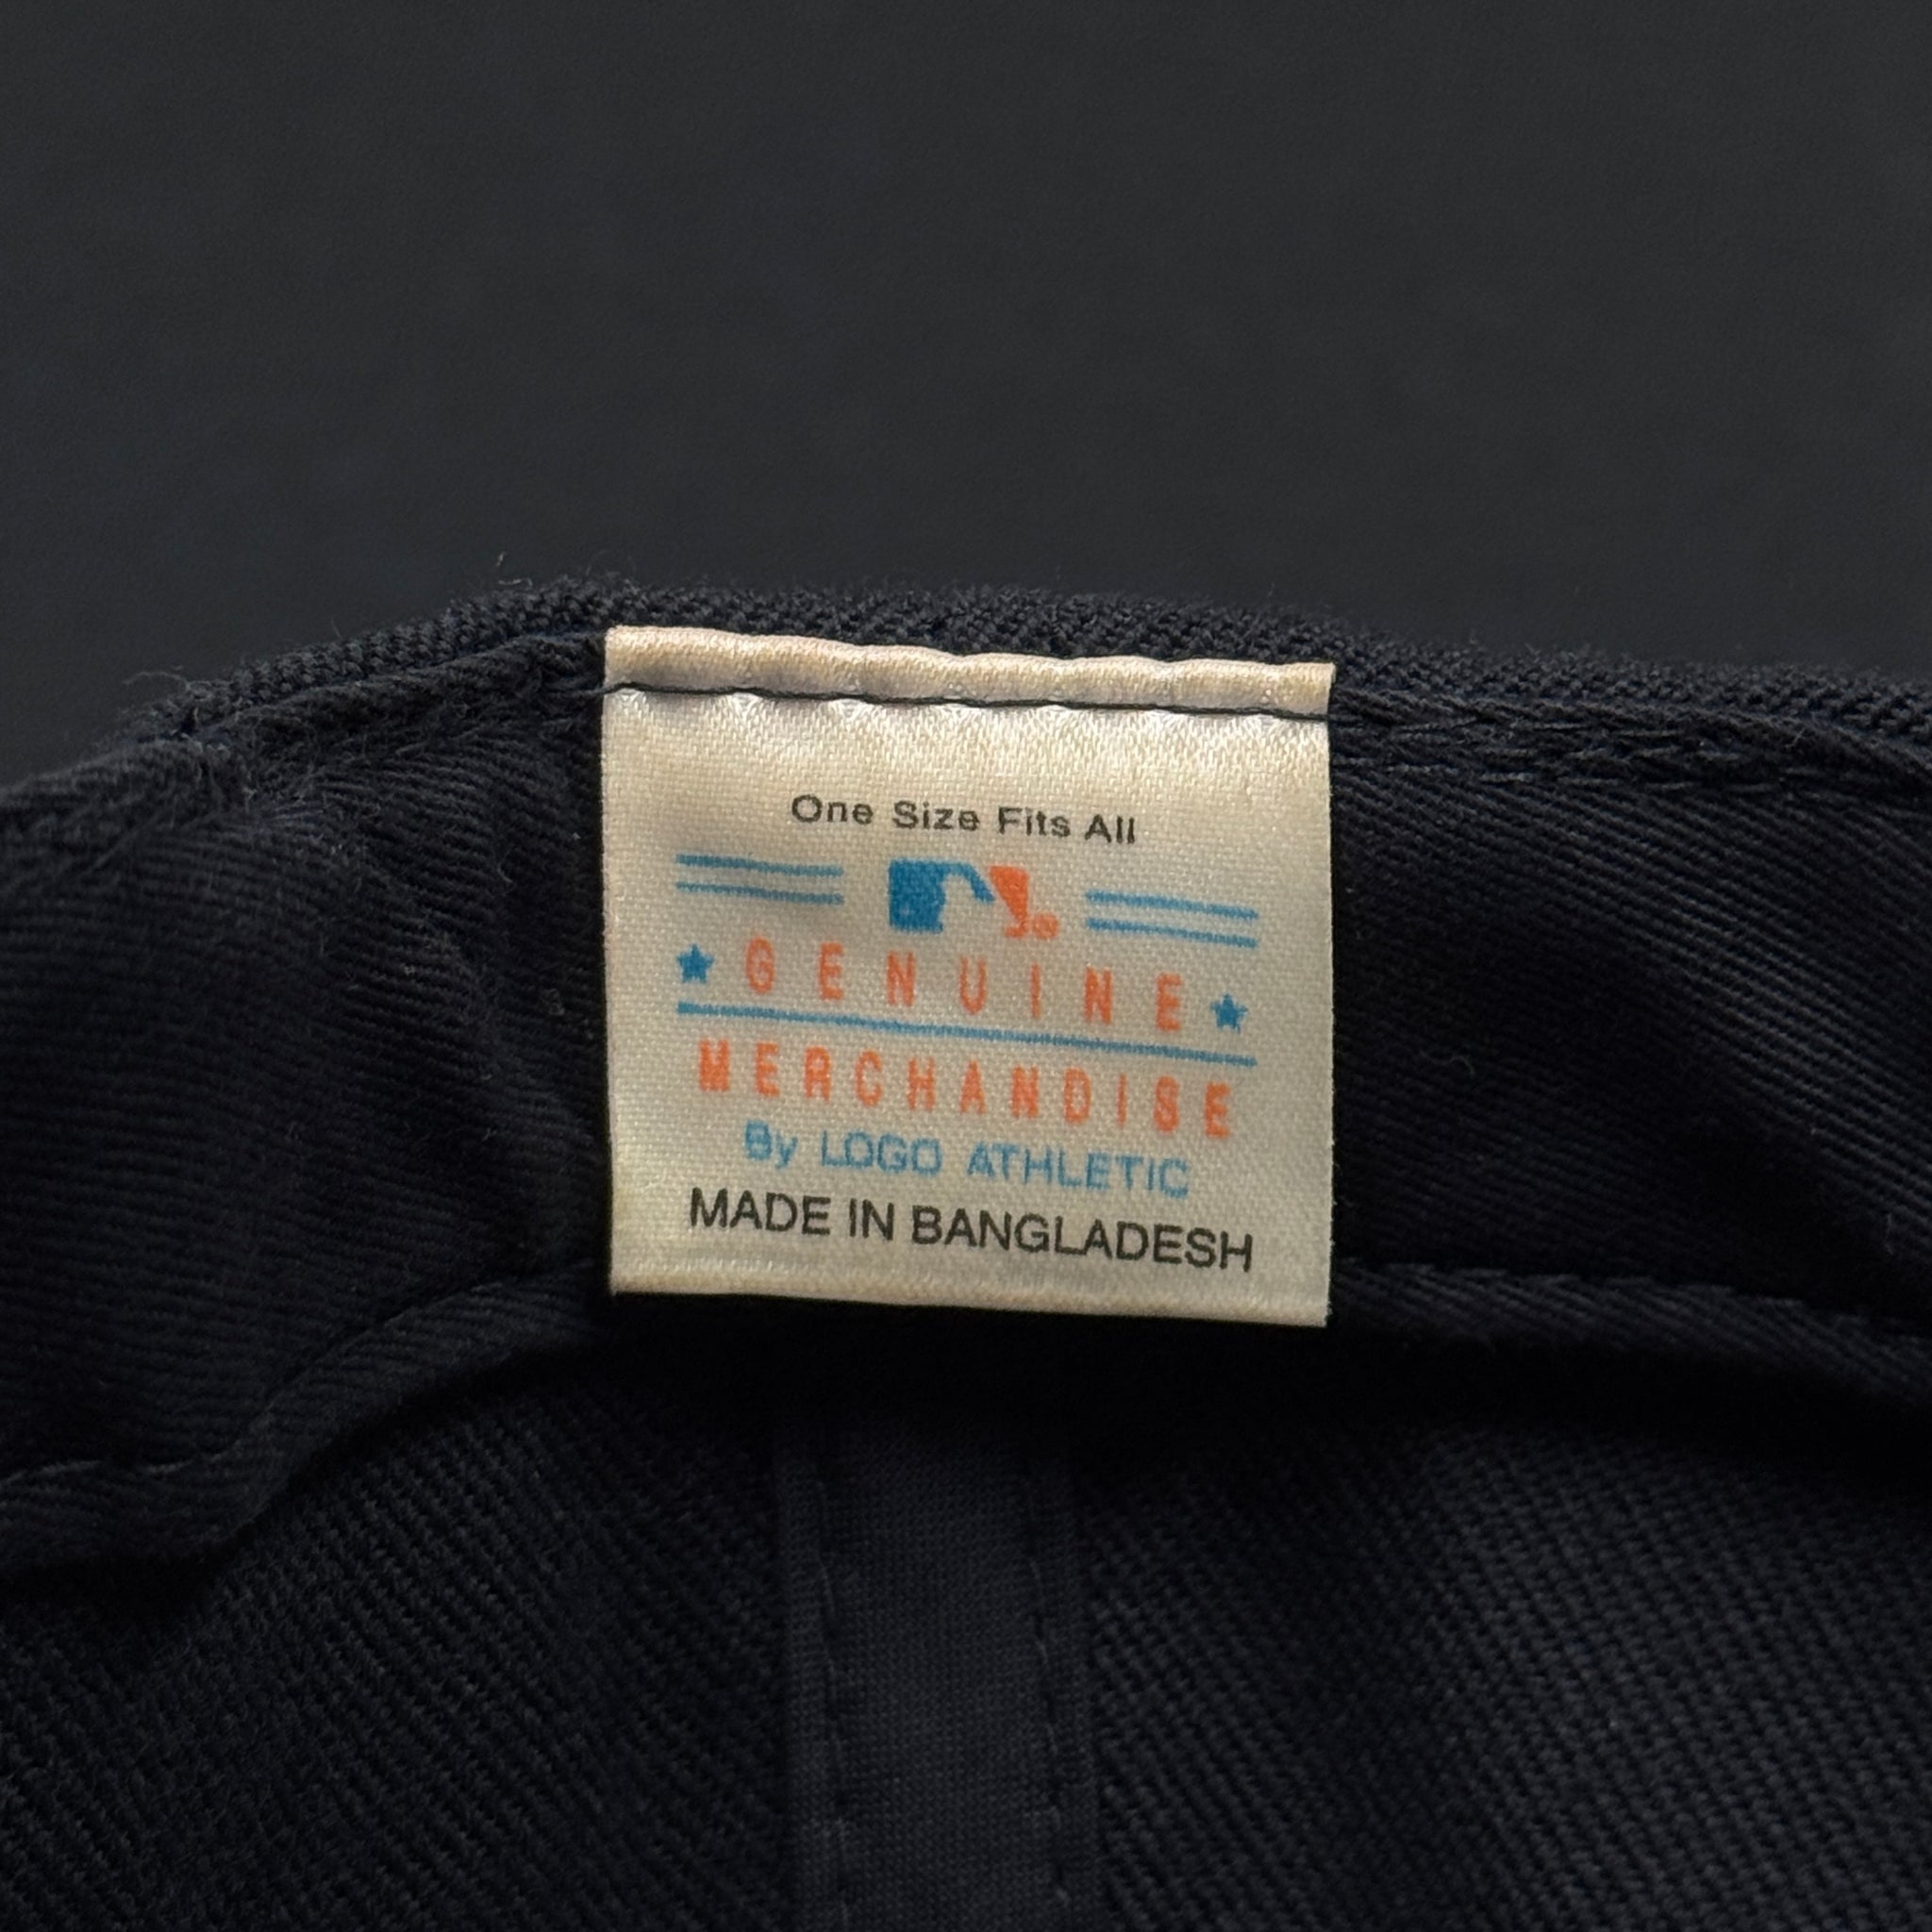 One Size Fits All
GENUINE
MERCHANDISE
By LOGO ATHLETIC
MADE IN BANGLADESH